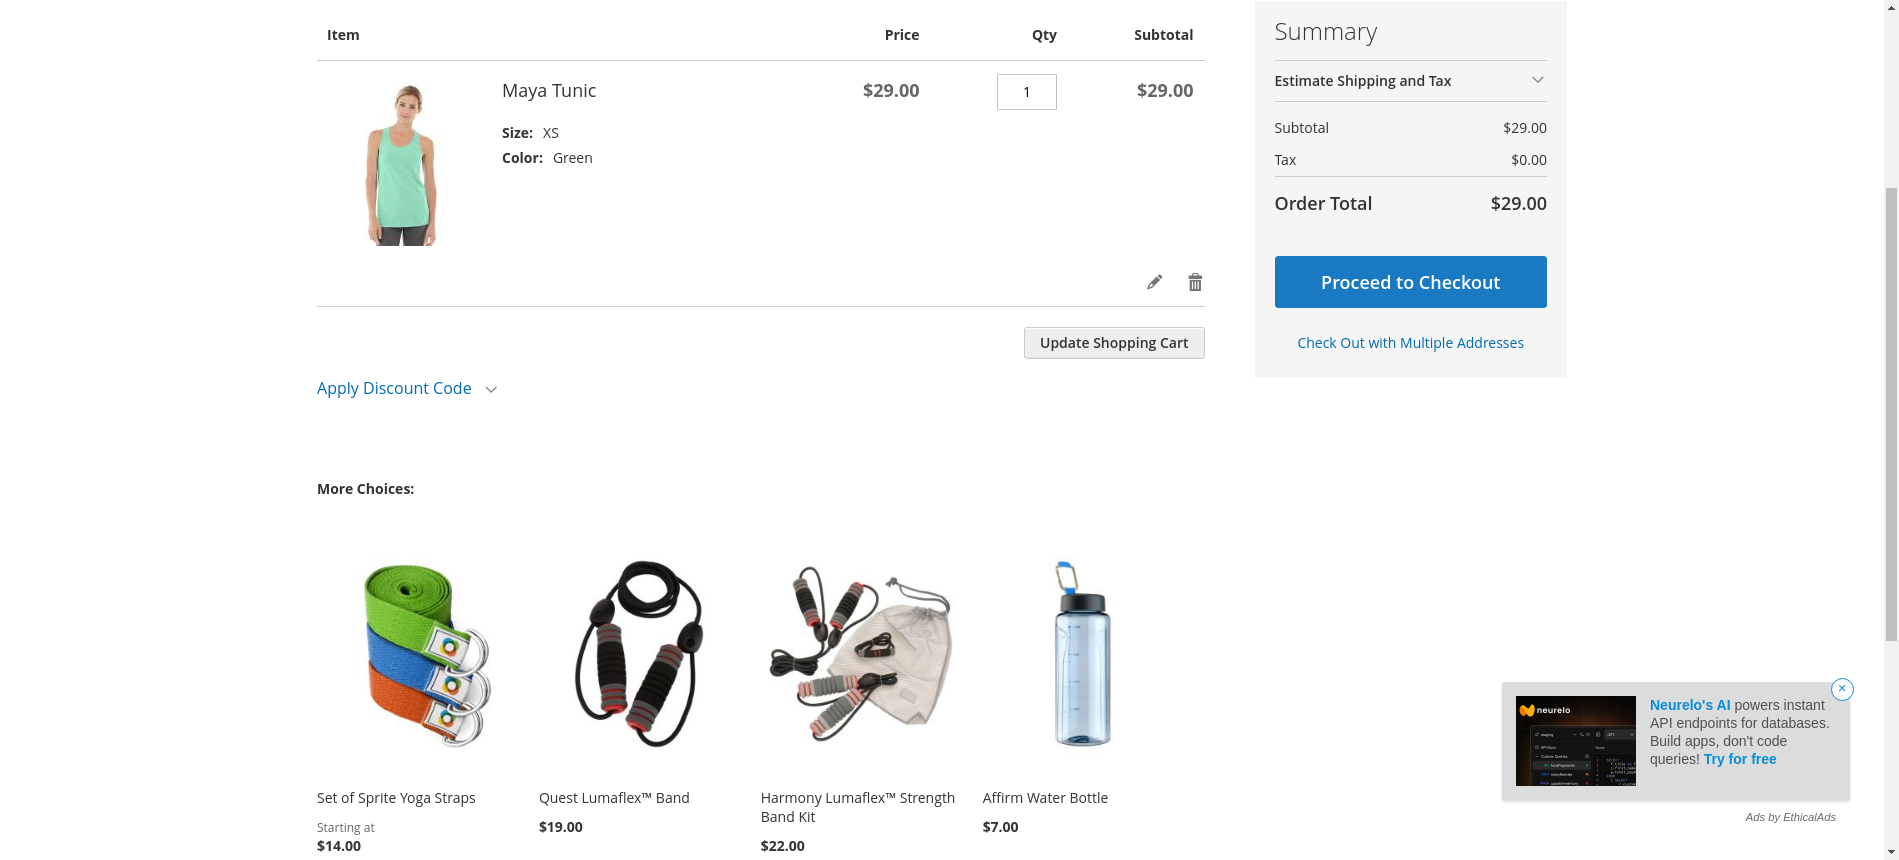 Item Price Qty Subtotal
Maya Tunic $29.00 1 $29.00
Size: XS
Color: Green
Update Shopping Cart
Apply Discount Code
Summary
Estimate Shipping and Tax
Subtotal $29.00
Tax $0.00
Order Total $29.00
Proceed to Checkout
Check Out with Multiple Addresses
More Choices:
Set of Sprite Yoga Straps
Starting at
$14.00
Quest Lumaflex™ Band
$19.00
Harmony Lumaflex™ Strength
Band Kit
$22.00
Affirm Water Bottle
$7.00
neurelo
Neurelo's AI powers instant
API endpoints for databases.
Build apps, don't code
queries! Try for free
Ads by EthicalAds